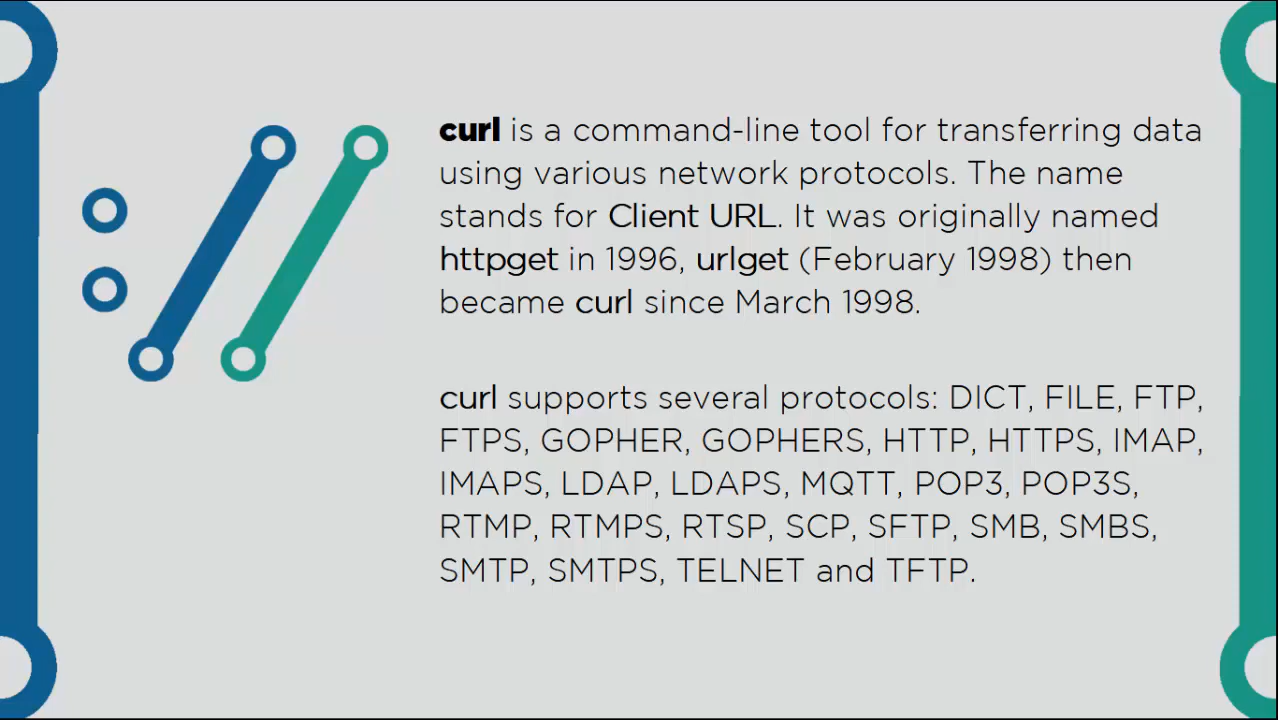 curl is a command-line tool for transferring data
using various network protocols. The name
stands for Client URL. It was originally named
httpget in 1996, urlget (February 1998) then
became curl since March 1998.
curl supports several protocols: DICT, FILE, FTP,
FTPS, GOPHER, GOPHERS, HTTP, HTTPS, IMAP,
IMAPS, LDAP, LDAPS, MQTT, POP3, POP3S,
RTMP, RTMPS, RTSP, SCP, SFTP, SMB, SMBS,
SMTP, SMTPS, TELNET and TFTP.